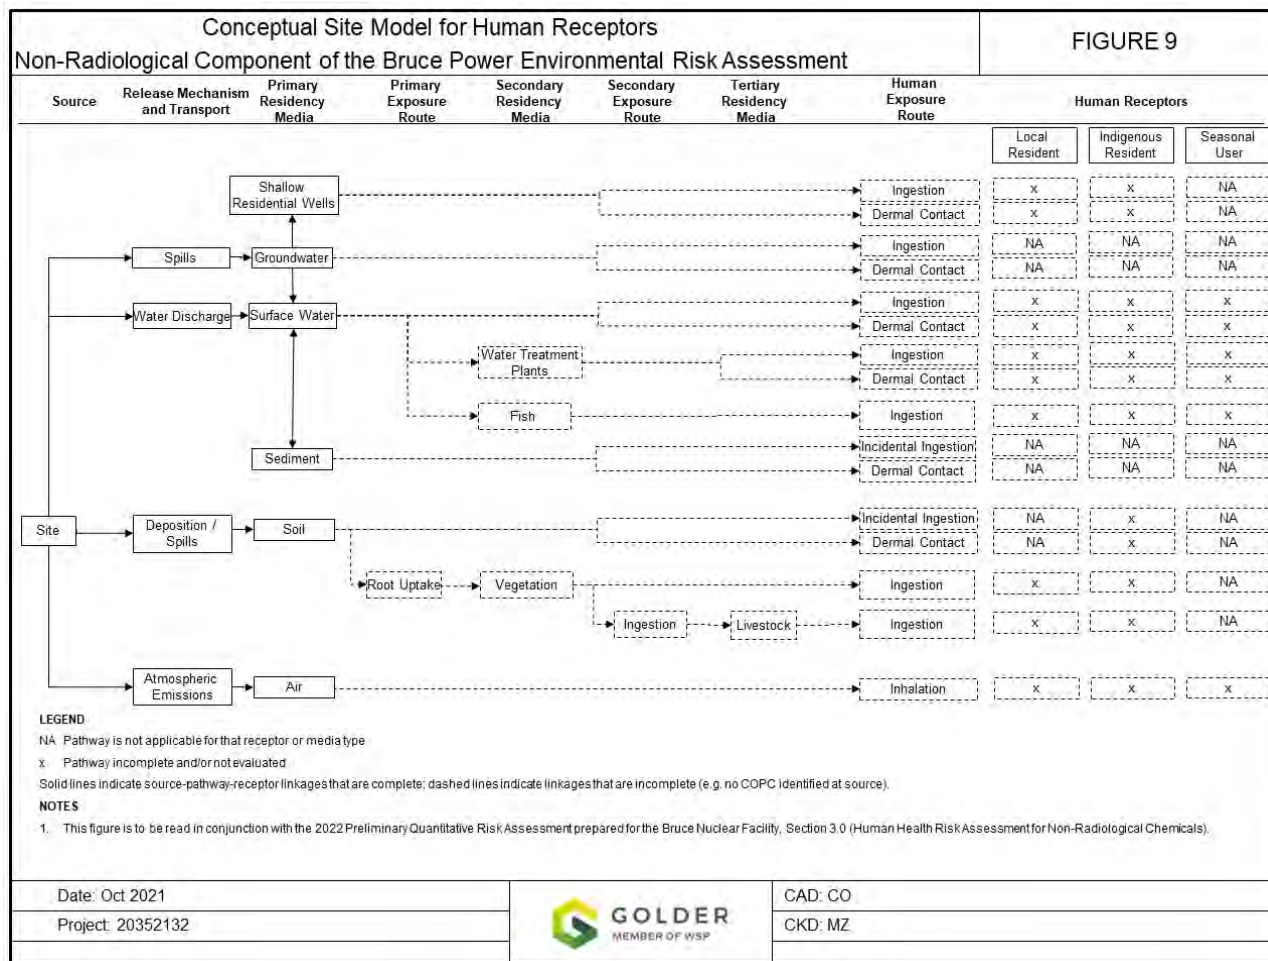 Conceptual Site Model for Human Receptors
Non-Radiological Component of the Bruce Power Environmental Risk Assessment
FIGURE 9
Source
Release Mechanism
and Transport
Primary
Residency
Media
Primary
Exposure
Route
Secondary
Residency
Media
Secondary
Exposure
Route
Tertiary
Residency
Media
Human
Exposure
Route
Human Receptors
Local
Resident
Indigenous
Resident
Seasonal
User
Shallow
Residential Wells
Ingestion x x NA
Dermal Contact x x NA
Spills Groundwater
Ingestion NA NA NA
Dermal Contact NA NA NA
Water Discharge Surface Water
Ingestion x x x
Dermal Contact x x x
Water Treatment
Plants
Ingestion x x x
Dermal Contact x x x
Fish Ingestion x x x
Sediment
Incidental Ingestion NA NA NA
Dermal Contact NA NA NA
Site
Deposition /
Spills
Soil
Incidental Ingestion NA x NA
Dermal Contact NA x NA
Root Uptake Vegetation Ingestion x x NA
Ingestion Livestock Ingestion x x NA
Atmospheric
Emissions
Air Inhalation x x x
LEGEND
NA Pathway is not applicable for that receptor or media type
x Pathway incomplete and/or not evaluated
Solid lines indicate source-pathway-receptor linkages that are complete; dashed lines indicate linkages that are incomplete (e.g. no COPC identified at source).
NOTES
1. This figure is to be read in conjunction with the 2022 Preliminary Quantitative Risk Assessment prepared for the Bruce Nuclear Facility, Section 3.0 (Human Health Risk Assessment for Non-Radiological Chemicals).
Date: Oct 2021
Project: 20352132
GOLDER
MEMBER OF WSP
CAD: CO
CKD: MZ